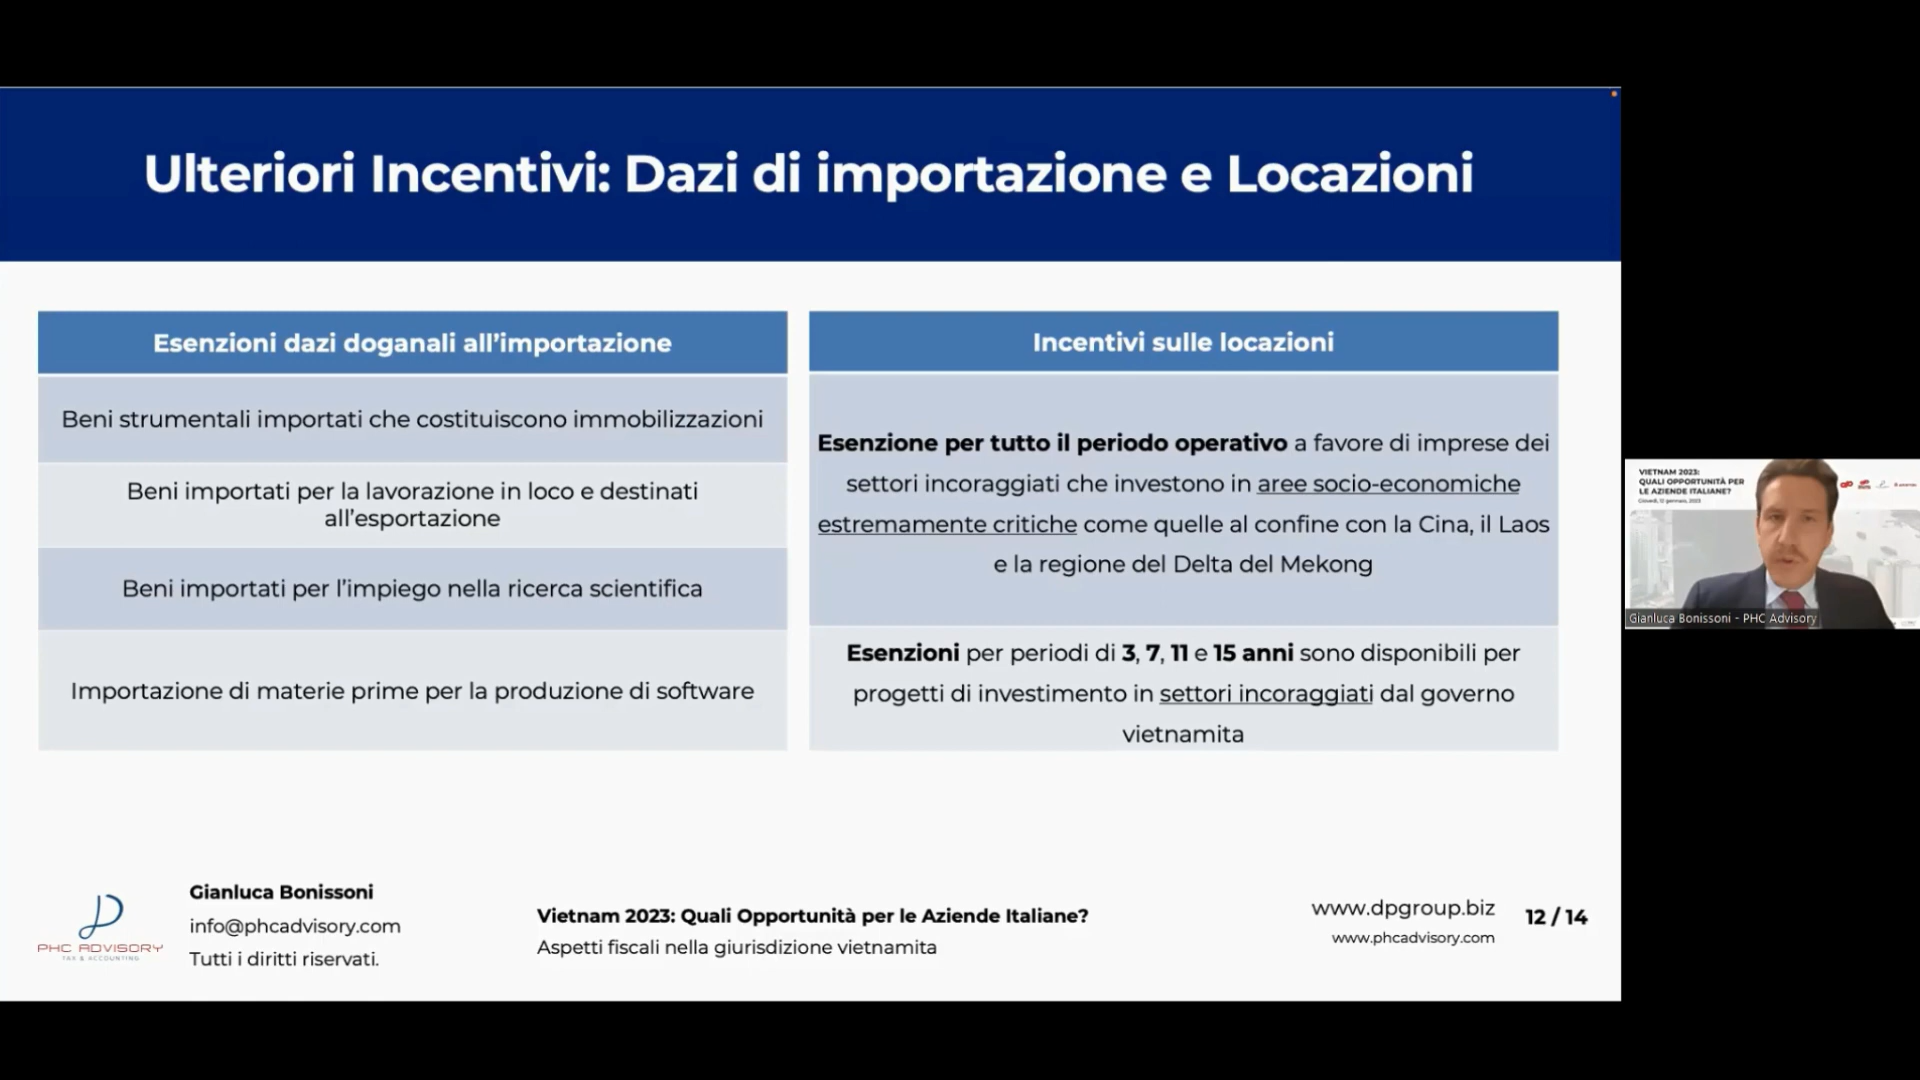 Ulteriori Incentivi: Dazi di importazione e Locazioni
Esenzioni dazi doganali all’importazione
Beni strumentali importati che costituiscono immobilizzazioni
Beni importati per la lavorazione in loco e destinati
all’esportazione
Beni importati per l’impiego nella ricerca scientifica
Importazione di materie prime per la produzione di software
Incentivi sulle locazioni
Esenzione per tutto il periodo operativo a favore di imprese dei
settori incoraggiati che investono in aree socio-economiche
estremamente critiche come quelle al confine con la Cina, il Laos
e la regione del Delta del Mekong
Esenzioni per periodi di 3, 7, 11 e 15 anni sono disponibili per
progetti di investimento in settori incoraggiati dal governo
vietnamita
PHC ADVISORY
TAX & ACCOUNTING
Gianluca Bonissoni
info@phcadvisory.com
Tutti i diritti riservati.
Vietnam 2023: Quali Opportunità per le Aziende Italiane?
Aspetti fiscali nella giurisdizione vietnamita
www.dpgroup.biz
www.phcadvisory.com
12 / 14
VIETNAM 2023:
QUALI OPPORTUNITÀ PER
LE AZIENDE ITALIANE?
Giovedì, 12 gennaio, 2023
Gianluca Bonissoni - PHC Advisory